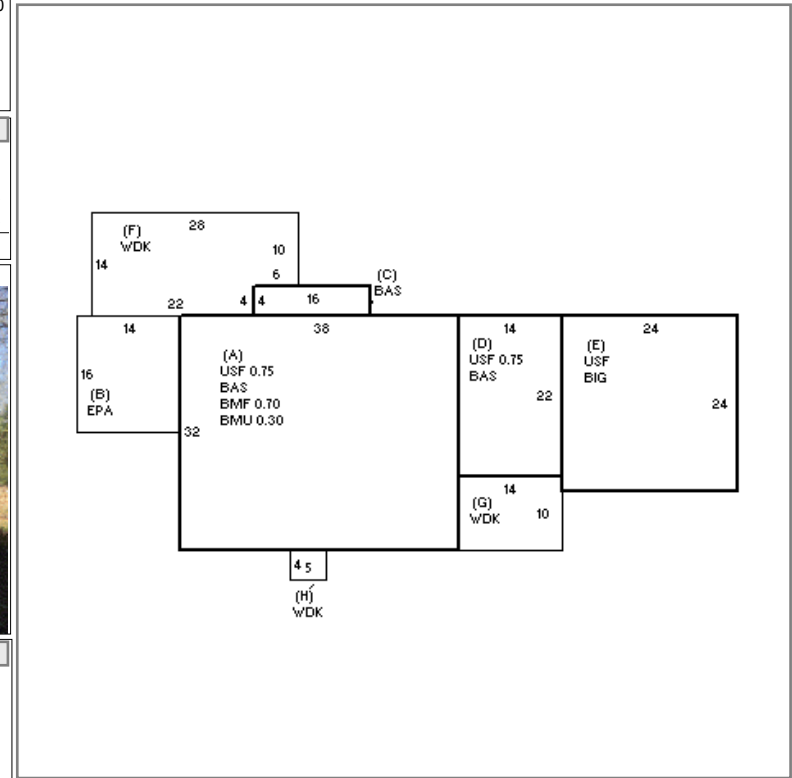 28
(F)
WDK
10
14
6
(C)
BAS
22
4
4
16
14
38
14
24
(D)
USF 0.75
BAS
(E)
USF
BIG
(A)
USF 0.75
BAS
BMF 0.70
BMU 0.30
16
(B)
EPA
22
24
32
14
(G)
WDK
10
4
5
(H)
WDK